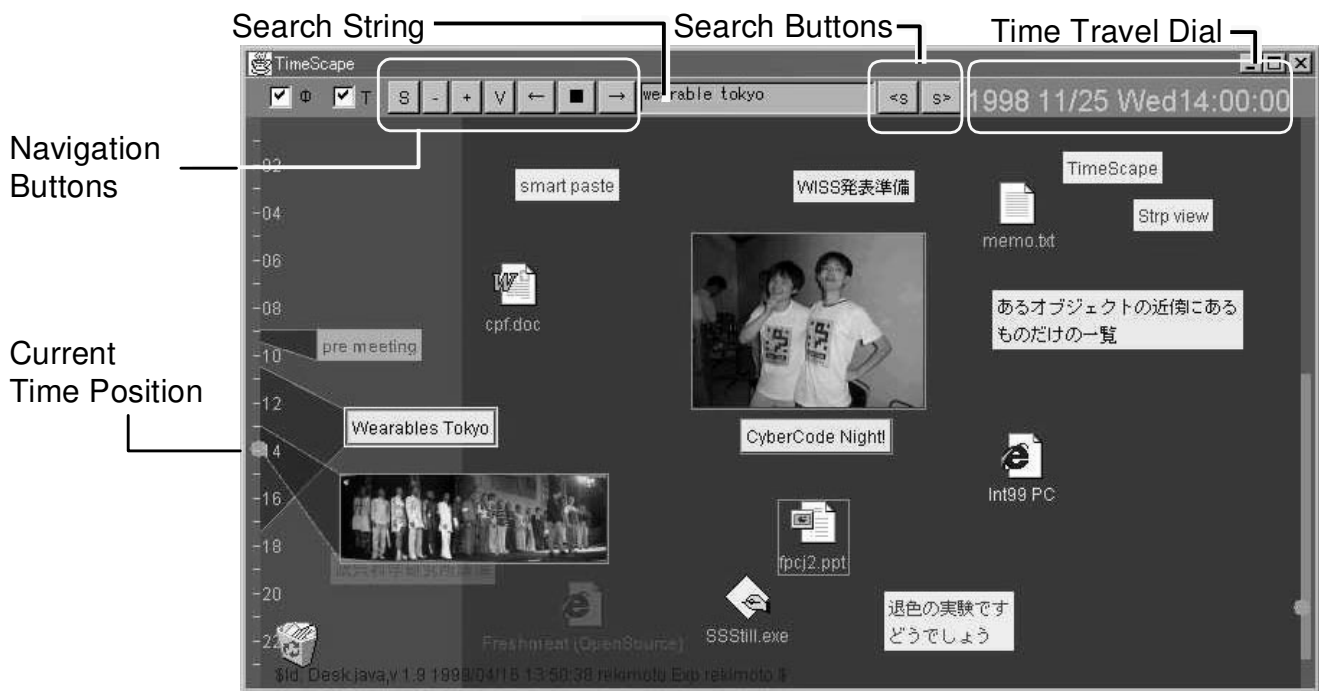 Search String
Search Buttons
Time Travel Dial
TimeScape
Φ T S - + V ← ■ → wearable tokyo <s s> 1998 11/25 Wed14:00:00
Navigation
Buttons
Current
Time Position
-02
-04
-06
-08
-10
-12
14
-16
-18
-20
-22
smart paste
WISS発表準備
TimeScape
Strp view
memo.txt
cpf.doc
あるオブジェクトの近傍にある
ものだけの一覧
pre meeting
Wearables Tokyo
CyberCode Night!
Int99 PC
fpcj2.ppt
SSStill.exe
退色の実験です
どうでしょう
Freshmeat (OpenSource)
$Id: Desk.java,v 1.9 1999/04/16 13:50:38 rekimoto Exp rekimoto $